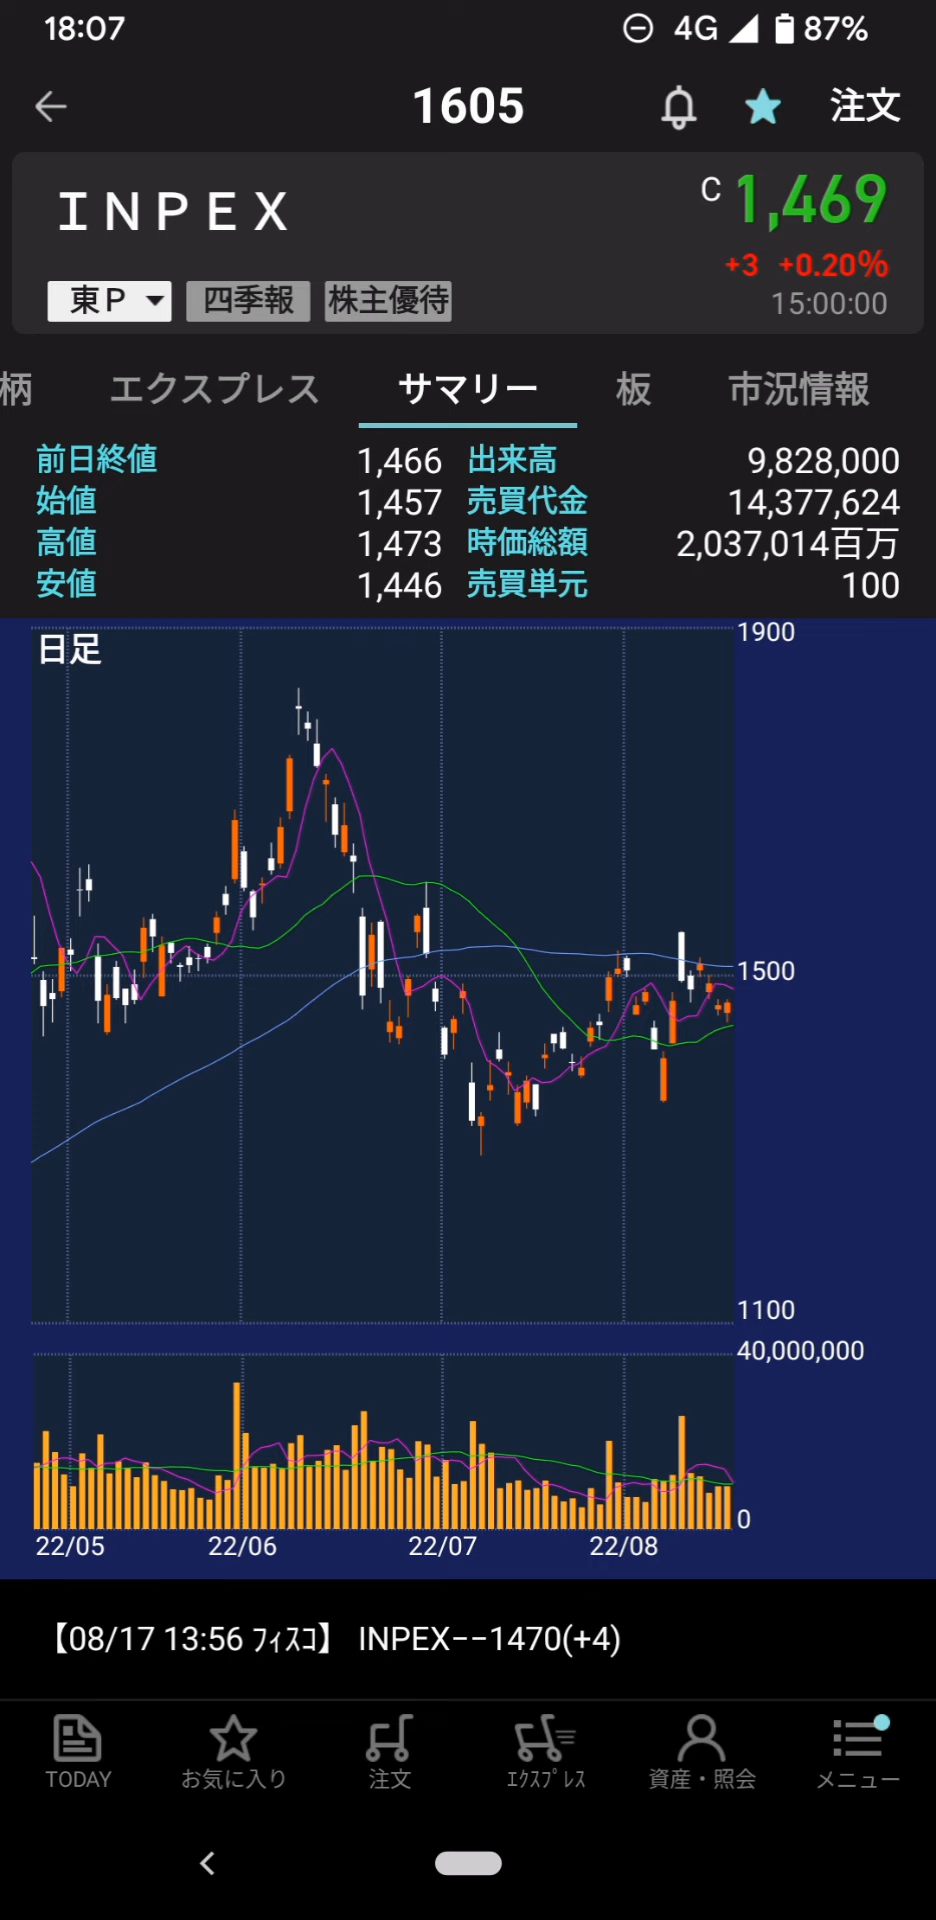 18:07 4G 87%
1605 注文
ＩＮＰＥＸ C 1,469
+3 +0.20%
東Ｐ 四季報 株主優待 15:00:00
柄 エクスプレス サマリー 板 市況情報
前日終値 1,466 出来高 9,828,000
始値 1,457 売買代金 14,377,624
高値 1,473 時価総額 2,037,014百万
安値 1,446 売買単元 100
日足
1900
1500
1100
40,000,000
0
22/05 22/06 22/07 22/08
【08/17 13:56 ﾌｨｽｺ】 INPEX−−1470(+4)
TODAY お気に入り 注文 ｴｸｽﾌﾟﾚｽ 資産・照会 メニュー